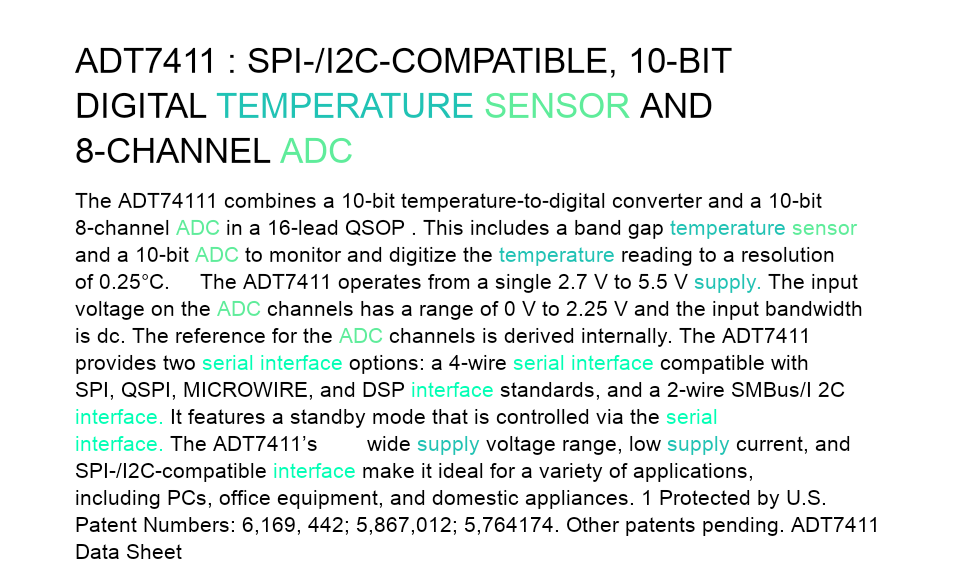 ADT7411 : SPI-/I2C-COMPATIBLE, 10-BIT
DIGITAL TEMPERATURE SENSOR AND
8-CHANNEL ADC
The ADT74111 combines a 10-bit temperature-to-digital converter and a 10-bit
8-channel ADC in a 16-lead QSOP . This includes a band gap temperature sensor
and a 10-bit ADC to monitor and digitize the temperature reading to a resolution
of 0.25°C. The ADT7411 operates from a single 2.7 V to 5.5 V supply. The input
voltage on the ADC channels has a range of 0 V to 2.25 V and the input bandwidth
is dc. The reference for the ADC channels is derived internally. The ADT7411
provides two serial interface options: a 4-wire serial interface compatible with
SPI, QSPI, MICROWIRE, and DSP interface standards, and a 2-wire SMBus/I 2C
interface. It features a standby mode that is controlled via the serial
interface. The ADT7411’s wide supply voltage range, low supply current, and
SPI-/I2C-compatible interface make it ideal for a variety of applications,
including PCs, office equipment, and domestic appliances. 1 Protected by U.S.
Patent Numbers: 6,169, 442; 5,867,012; 5,764174. Other patents pending. ADT7411
Data Sheet